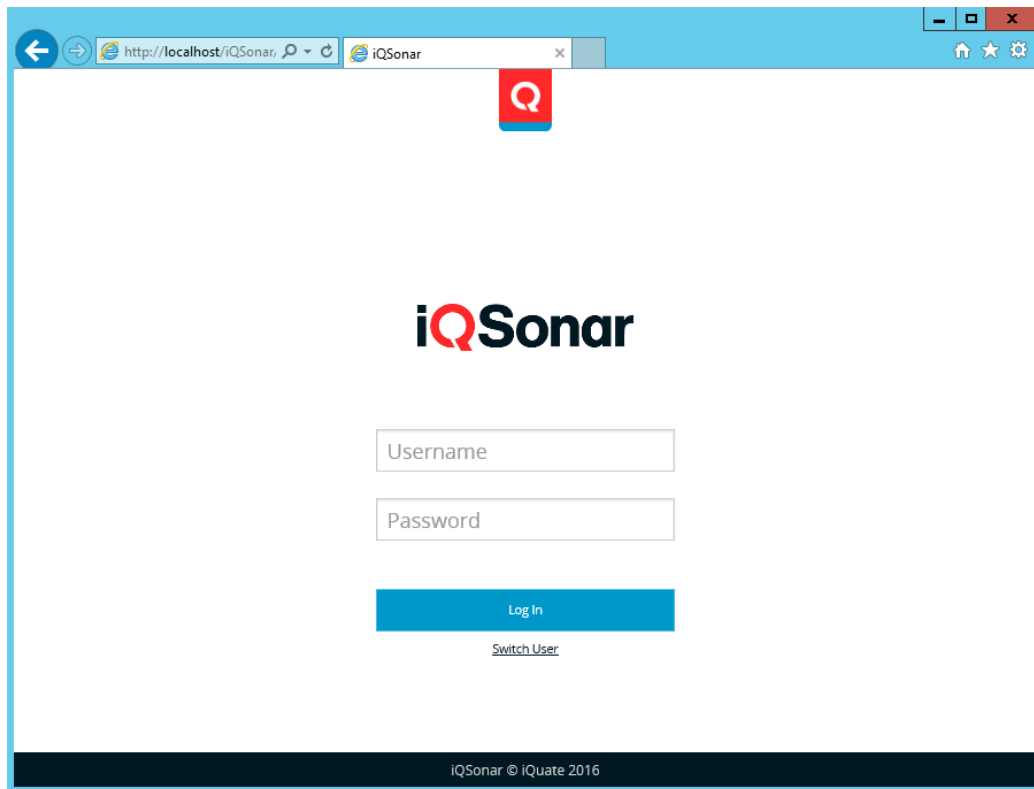 http://localhost/iQSonar/
iQSonar
iQSonar
Username
Password
Log In
Switch User
iQSonar © iQuate 2016